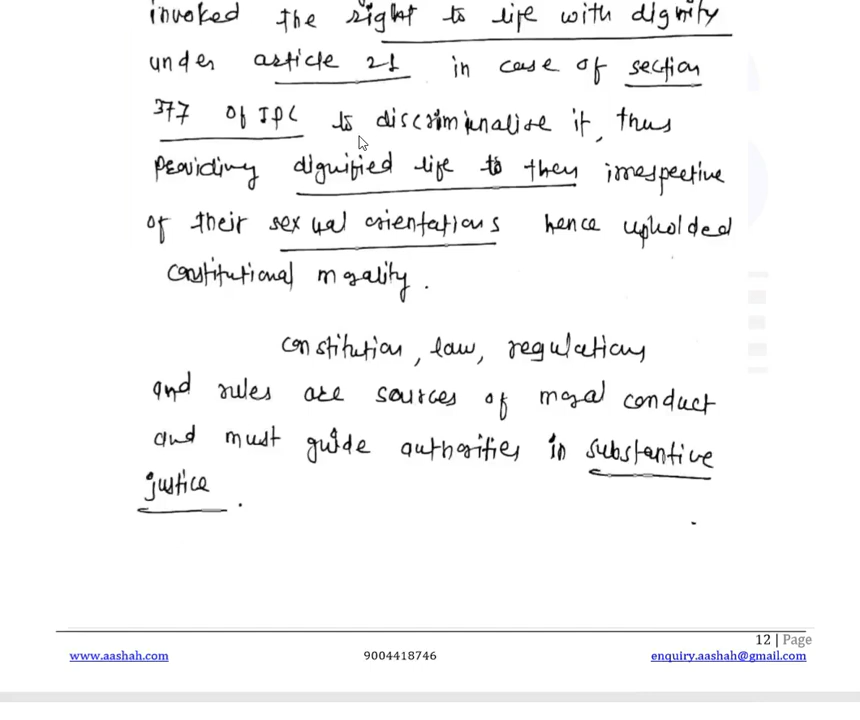 invoked the right to life with dignity
under article 21 in case of section
377 of IPC to discriminalise it, thus
Providing dignified life to them irrespective
of their sexual orientations hence upholded
constitutional morality.
constitution, law, regulations
and rules are sources of moral conduct
and must guide authorities in substantive
justice.
12 | Page
www.aashah.com 9004418746 enquiry.aashah@gmail.com